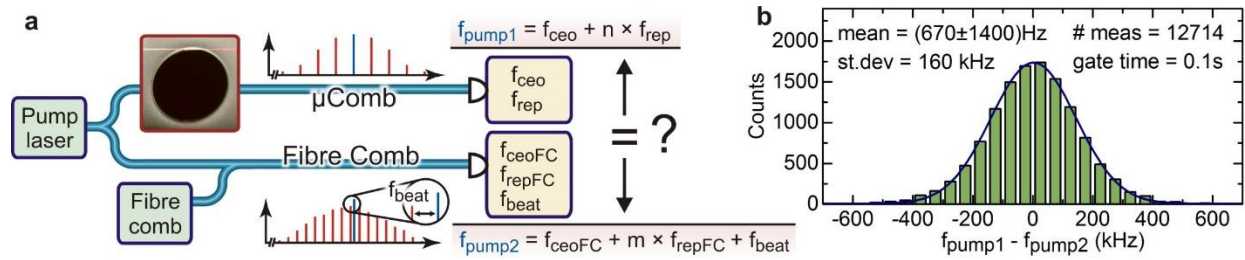 a
f_pump1 = f_ceo + n × f_rep
μComb
f_ceo
f_rep
Pump
laser
= ?
Fibre Comb
f_ceoFC
f_repFC
f_beat
f_beat
Fibre
comb
f_pump2 = f_ceoFC + m × f_repFC + f_beat
b
mean = (670±1400)Hz
# meas = 12714
st.dev = 160 kHz
gate time = 0.1s
Counts
2000
1500
1000
500
0
-600 -400 -200 0 200 400 600
f_pump1 - f_pump2 (kHz)